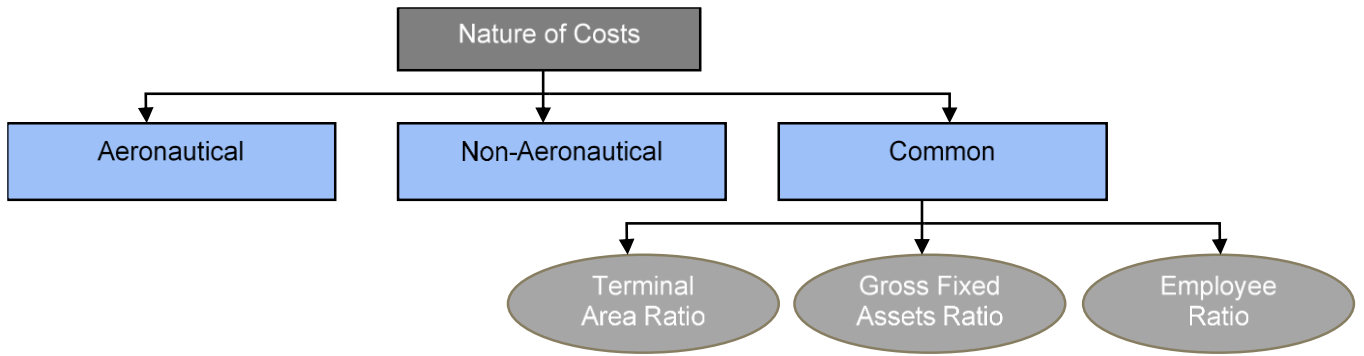 Nature of Costs
Aeronautical
Non-Aeronautical
Common
Terminal
Area Ratio
Gross Fixed
Assets Ratio
Employee
Ratio